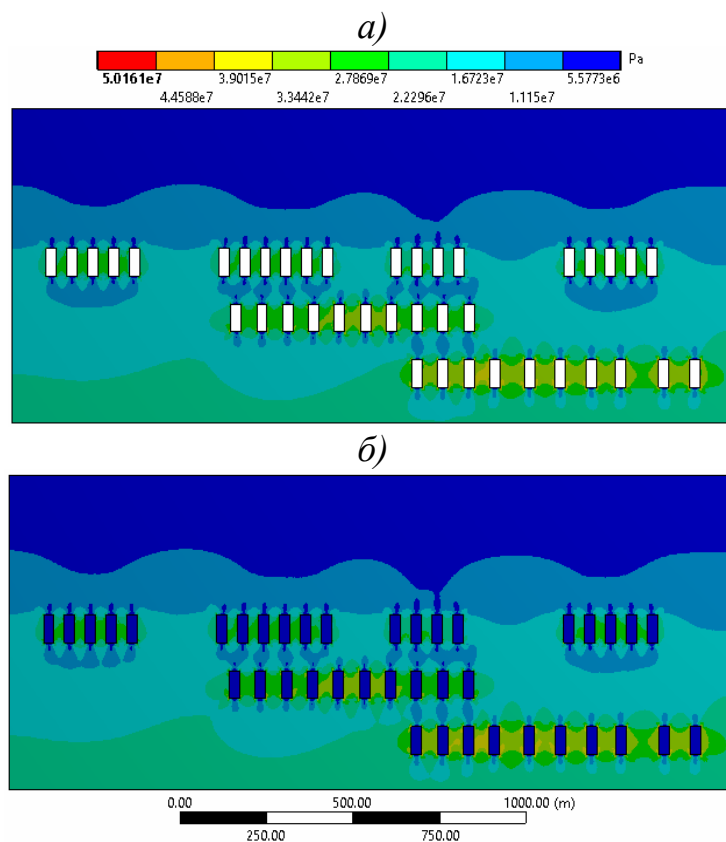 а)
Pa
5.0161e7 3.9015e7 2.7869e7 1.6723e7 5.5773e6
4.4588e7 3.3442e7 2.2296e7 1.115e7
б)
0.00 500.00 1000.00 (m)
250.00 750.00